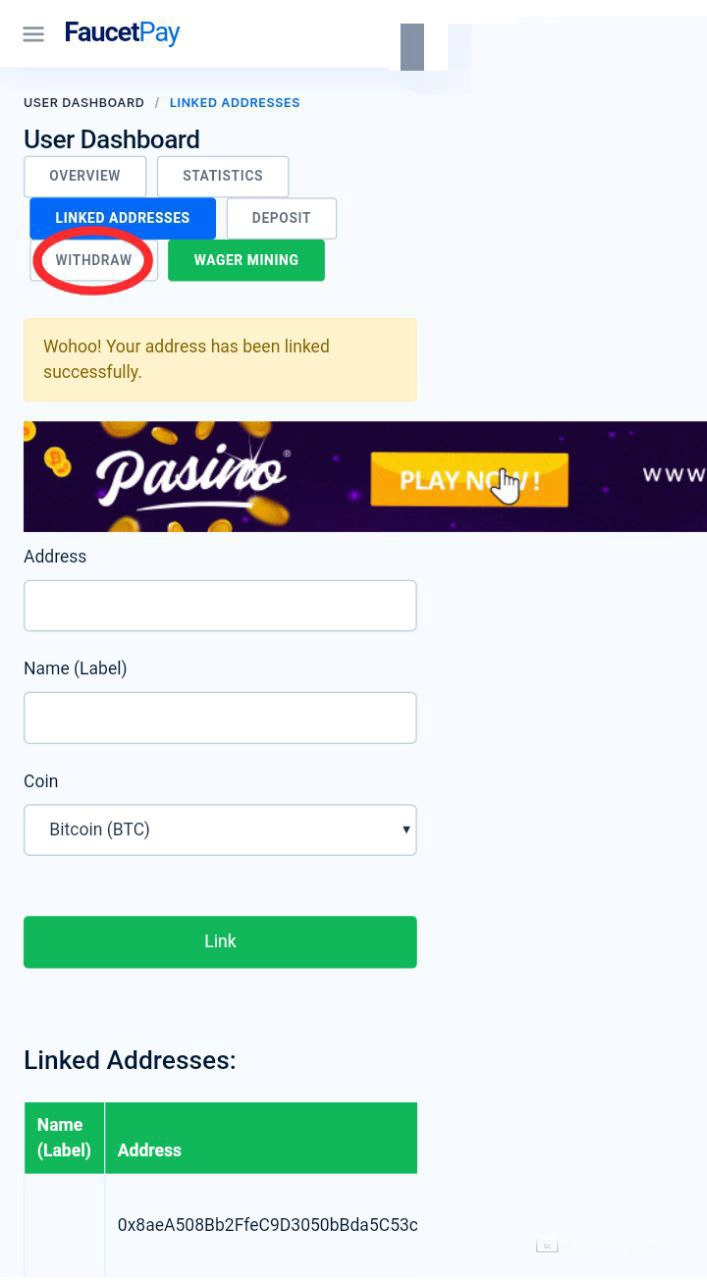 FaucetPay
USER DASHBOARD / LINKED ADDRESSES
User Dashboard
OVERVIEW STATISTICS
LINKED ADDRESSES DEPOSIT
WITHDRAW WAGER MINING
Wohoo! Your address has been linked
successfully.
Pasino® PLAY NOW! www
Address
Name (Label)
Coin
Bitcoin (BTC)
Link
Linked Addresses:
Name
(Label) Address
0x8aeA508Bb2FfeC9D3050bBda5C53c